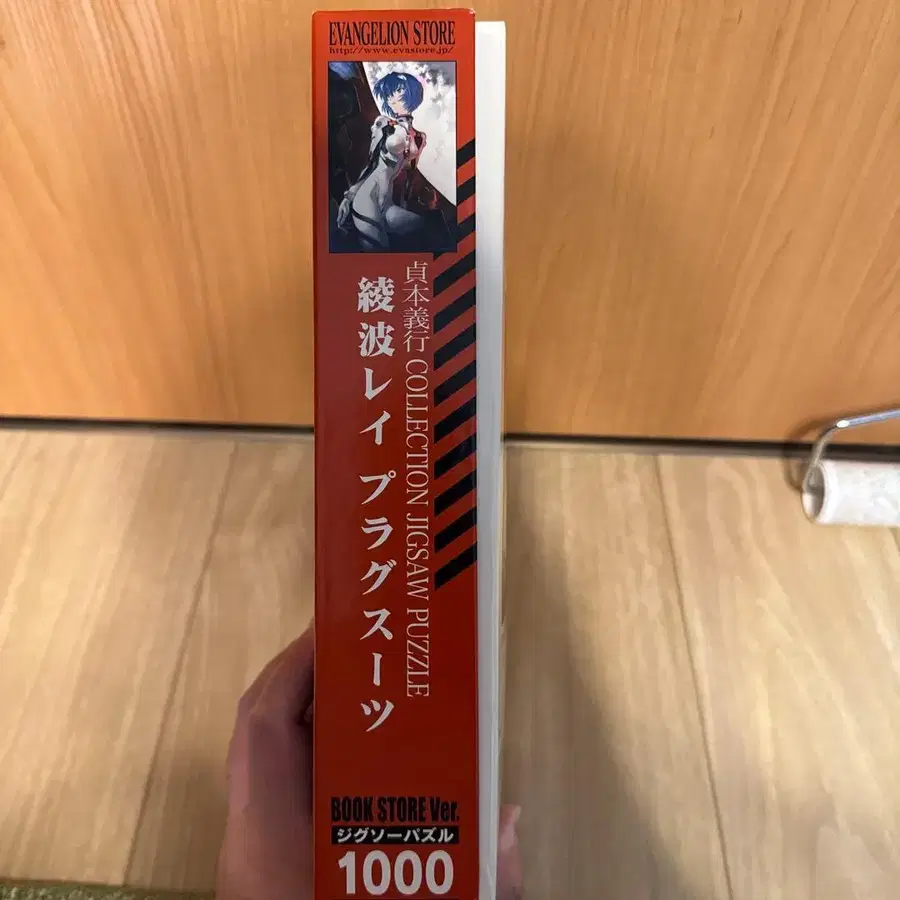 EVANGELION STORE
http://www.evastore.jp/
貞本義行 COLLECTION JIGSAW PUZZLE
綾波レイ プラグスーツ
BOOK STORE Ver.
ジグソーパズル
1000